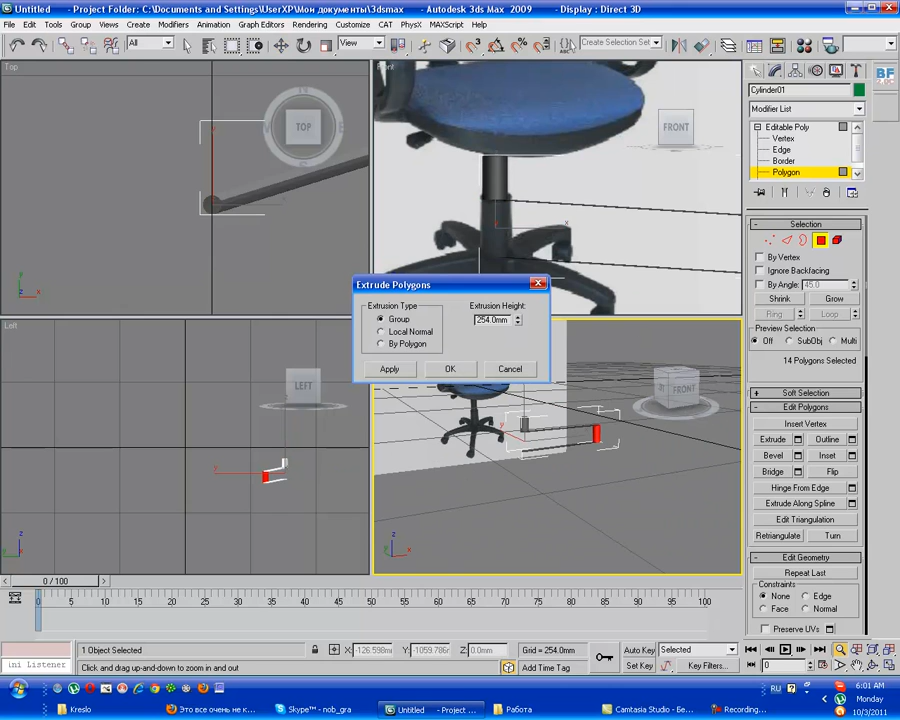 Untitled - Project Folder: C:\Documents and Settings\UserXP\Мои документы\3dsmax - Autodesk 3ds Max 2009 - Display : Direct 3D
File Edit Tools Group Views Create Modifiers Animation Graph Editors Rendering Customize CAT PhysX MAXScript Help
All View Create Selection Set
Top Front
TOP FRONT
BF
Cylinder01
Modifier List
Editable Poly
Vertex
Edge
Border
Polygon
Selection
By Vertex
Ignore Backfacing
By Angle: 45.0
Shrink Grow
Ring Loop
Preview Selection
Off SubObj Multi
14 Polygons Selected
Soft Selection
Edit Polygons
Insert Vertex
Extrude Outline
Bevel Inset
Bridge Flip
Hinge From Edge
Extrude Along Spline
Edit Triangulation
Retriangulate Turn
Edit Geometry
Repeat Last
Constraints
None Edge
Face Normal
Preserve UVs
Extrude Polygons
Extrusion Type
Group
Local Normal
By Polygon
Extrusion Height:
254.0mm
Apply OK Cancel
Left
LEFT FRONT
0 / 100
0 5 10 15 20 25 30 35 40 45 50 55 60 65 70 75 80 85 90 95 100
1 Object Selected X: -126.598m Y: -1059.786 Z: 0.0mm Grid = 254.0mm Auto Key Selected
ini Listener Click and drag up-and-down to zoom in and out Add Time Tag Set Key Key Filters... 0
RU 6:01 AM
Monday
10/3/2011
Kreslo Это все очень не к... Skype™ - nob_gra Untitled - Project ... Работа Camtasia Studio - Бе... Recording...